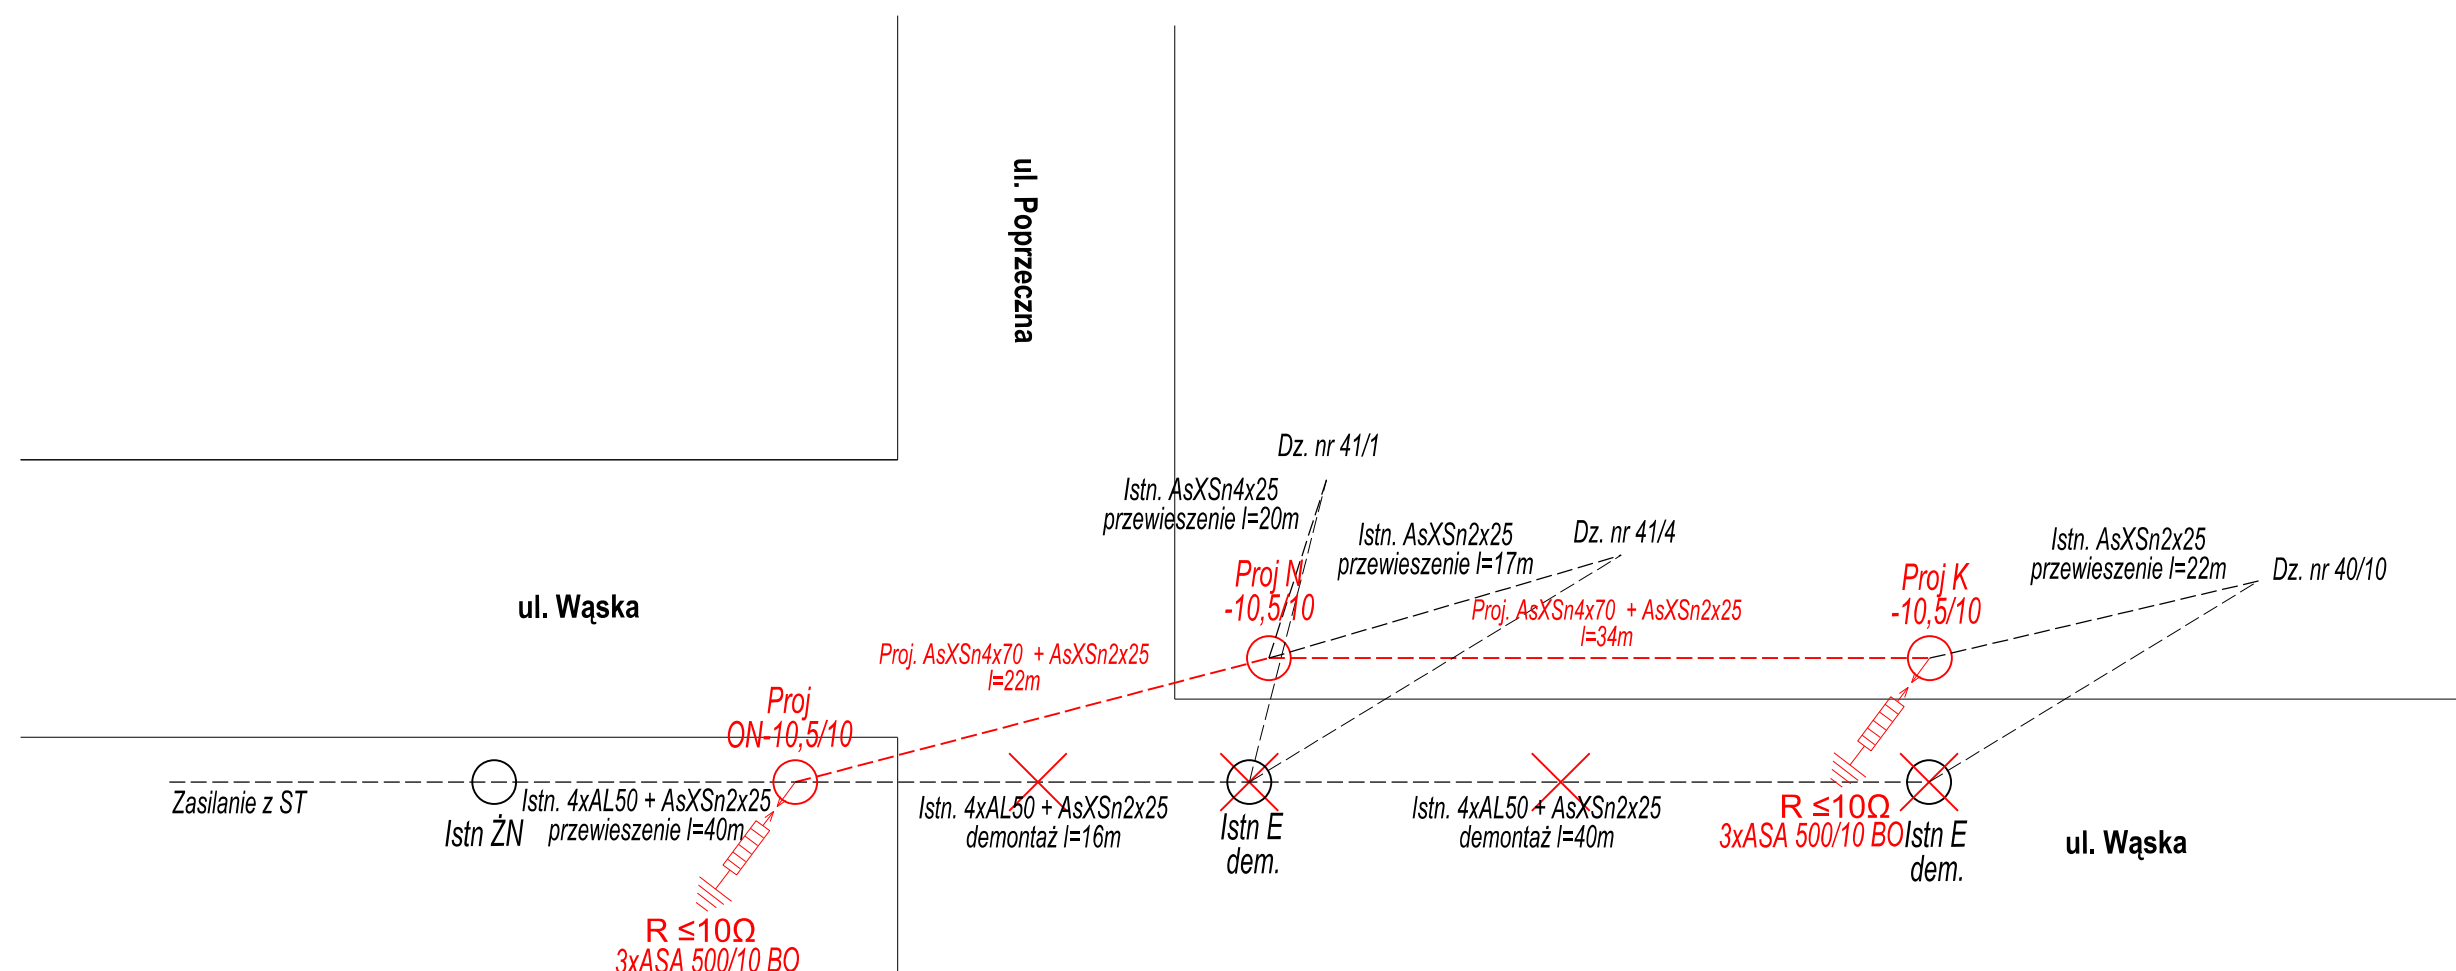 ul. Poprzeczna
Dz. nr 41/1
Istn. AsXSn4x25
przewieszenie l=20m
Istn. AsXSn2x25
przewieszenie l=17m
Dz. nr 41/4
Istn. AsXSn2x25
przewieszenie l=22m
Dz. nr 40/10
Proj N
-10,5/10
Proj K
-10,5/10
ul. Wąska
Proj. AsXSn4x70 + AsXSn2x25
l=34m
Proj. AsXSn4x70 + AsXSn2x25
l=22m
Proj
ON-10,5/10
Zasilanie z ST
Istn ŻN
Istn. 4xAL50 + AsXSn2x25
przewieszenie l=40m
Istn. 4xAL50 + AsXSn2x25
demontaż l=16m
Istn E
dem.
Istn. 4xAL50 + AsXSn2x25
demontaż l=40m
R ≤10Ω
3xASA 500/10 BO
Istn E
dem.
ul. Wąska
R ≤10Ω
3xASA 500/10 BO